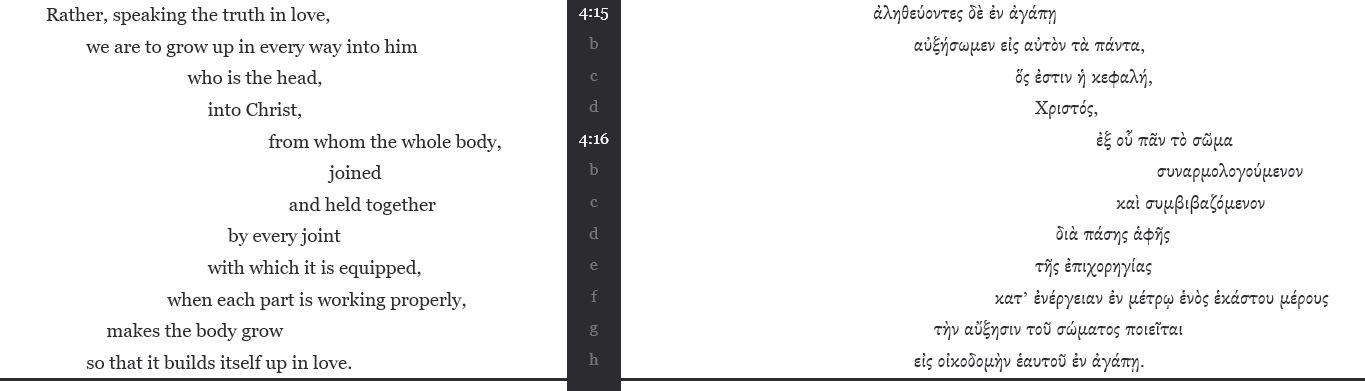 Rather, speaking the truth in love,
we are to grow up in every way into him
who is the head,
into Christ,
from whom the whole body,
joined
and held together
by every joint
with which it is equipped,
when each part is working properly,
makes the body grow
so that it builds itself up in love.
4:15
b
c
d
4:16
b
c
d
e
f
g
h
ἀληθεύοντες δὲ ἐν ἀγάπῃ
αὐξήσωμεν εἰς αὐτὸν τὰ πάντα,
ὅς ἐστιν ἡ κεφαλή,
Χριστός,
ἐξ οὗ πᾶν τὸ σῶμα
συναρμολογούμενον
καὶ συμβιβαζόμενον
διὰ πάσης ἁφῆς
τῆς ἐπιχορηγίας
κατ’ ἐνέργειαν ἐν μέτρῳ ἑνὸς ἑκάστου μέρους
τὴν αὔξησιν τοῦ σώματος ποιεῖται
εἰς οἰκοδομὴν ἑαυτοῦ ἐν ἀγάπῃ.